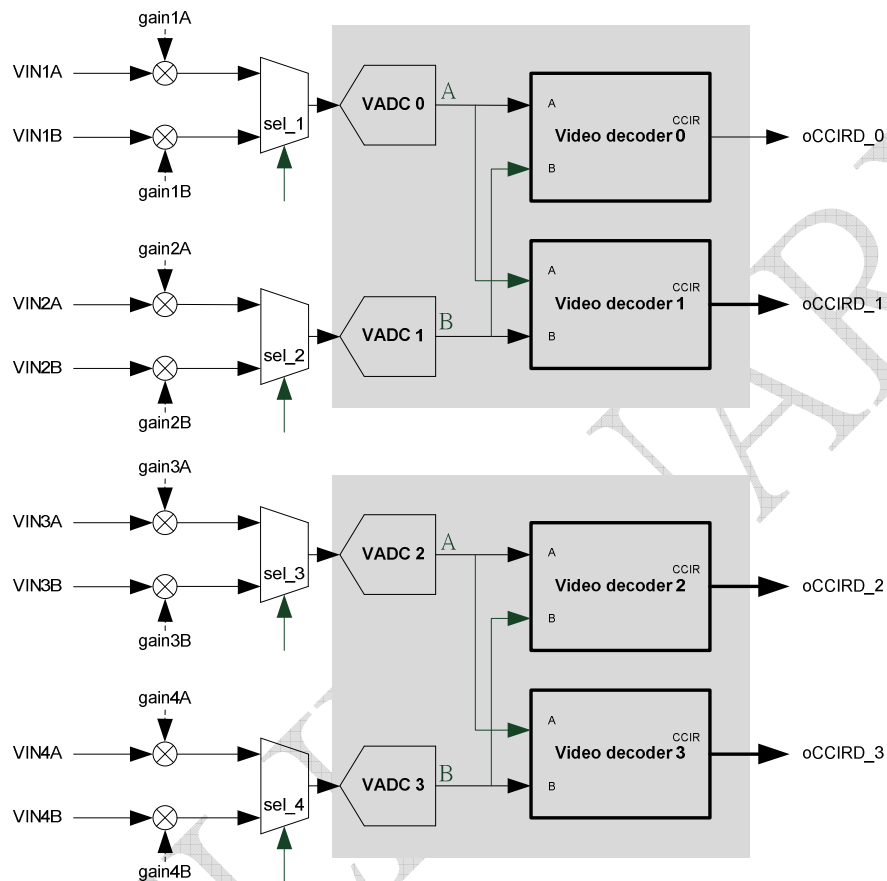 gain1A
VIN1A
VADC 0
A
A
CCIR
Video decoder 0
oCCIRD_0
sel_1
VIN1B
B
gain1B
gain2A
A
CCIR
VIN2A
Video decoder 1
oCCIRD_1
VADC 1
B
B
sel_2
VIN2B
gain2B
gain3A
VIN3A
VADC 2
A
A
CCIR
Video decoder 2
oCCIRD_2
sel_3
VIN3B
B
gain3B
gain4A
A
CCIR
VIN4A
Video decoder 3
oCCIRD_3
VADC 3
B
B
sel_4
VIN4B
gain4B